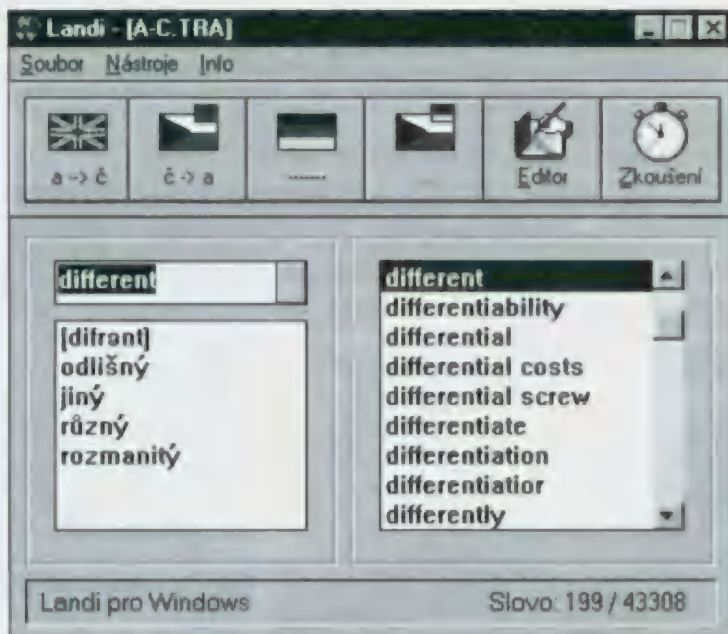 Landi - [A-C.TRA]
Soubor Nástroje Info
a -> č
č -> a
.......
Editor
Zkoušení
different
[difrənt]
odlišný
jiný
různý
rozmanitý
different
differentiability
differential
differential costs
differential screw
differentiate
differentiation
differentiatior
differently
Landi pro Windows
Slovo: 199 / 43308